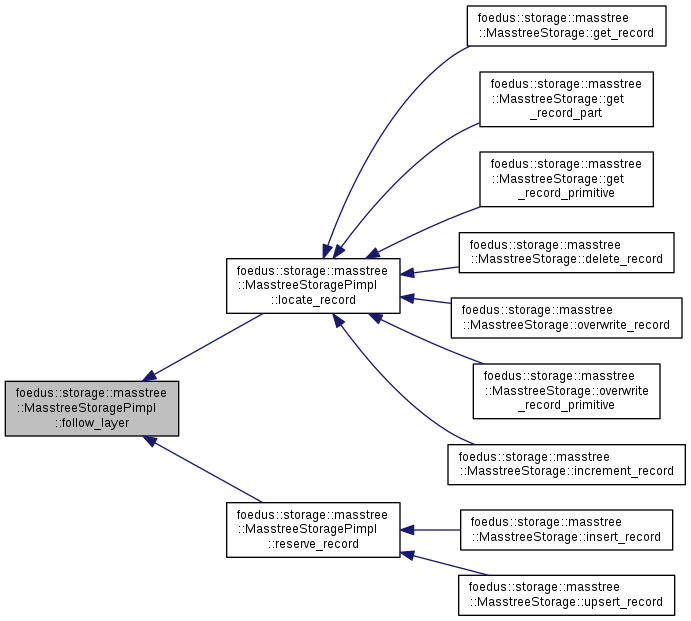 foedus::storage::masstree
::MasstreeStorage::get_record
foedus::storage::masstree
::MasstreeStorage::get
_record_part
foedus::storage::masstree
::MasstreeStorage::get
_record_primitive
foedus::storage::masstree
::MasstreeStorage::delete_record
foedus::storage::masstree
::MasstreeStoragePimpl
::locate_record
foedus::storage::masstree
::MasstreeStorage::overwrite_record
foedus::storage::masstree
::MasstreeStorage::overwrite
_record_primitive
foedus::storage::masstree
::MasstreeStoragePimpl
::follow_layer
foedus::storage::masstree
::MasstreeStorage::increment_record
foedus::storage::masstree
::MasstreeStoragePimpl
::reserve_record
foedus::storage::masstree
::MasstreeStorage::insert_record
foedus::storage::masstree
::MasstreeStorage::upsert_record